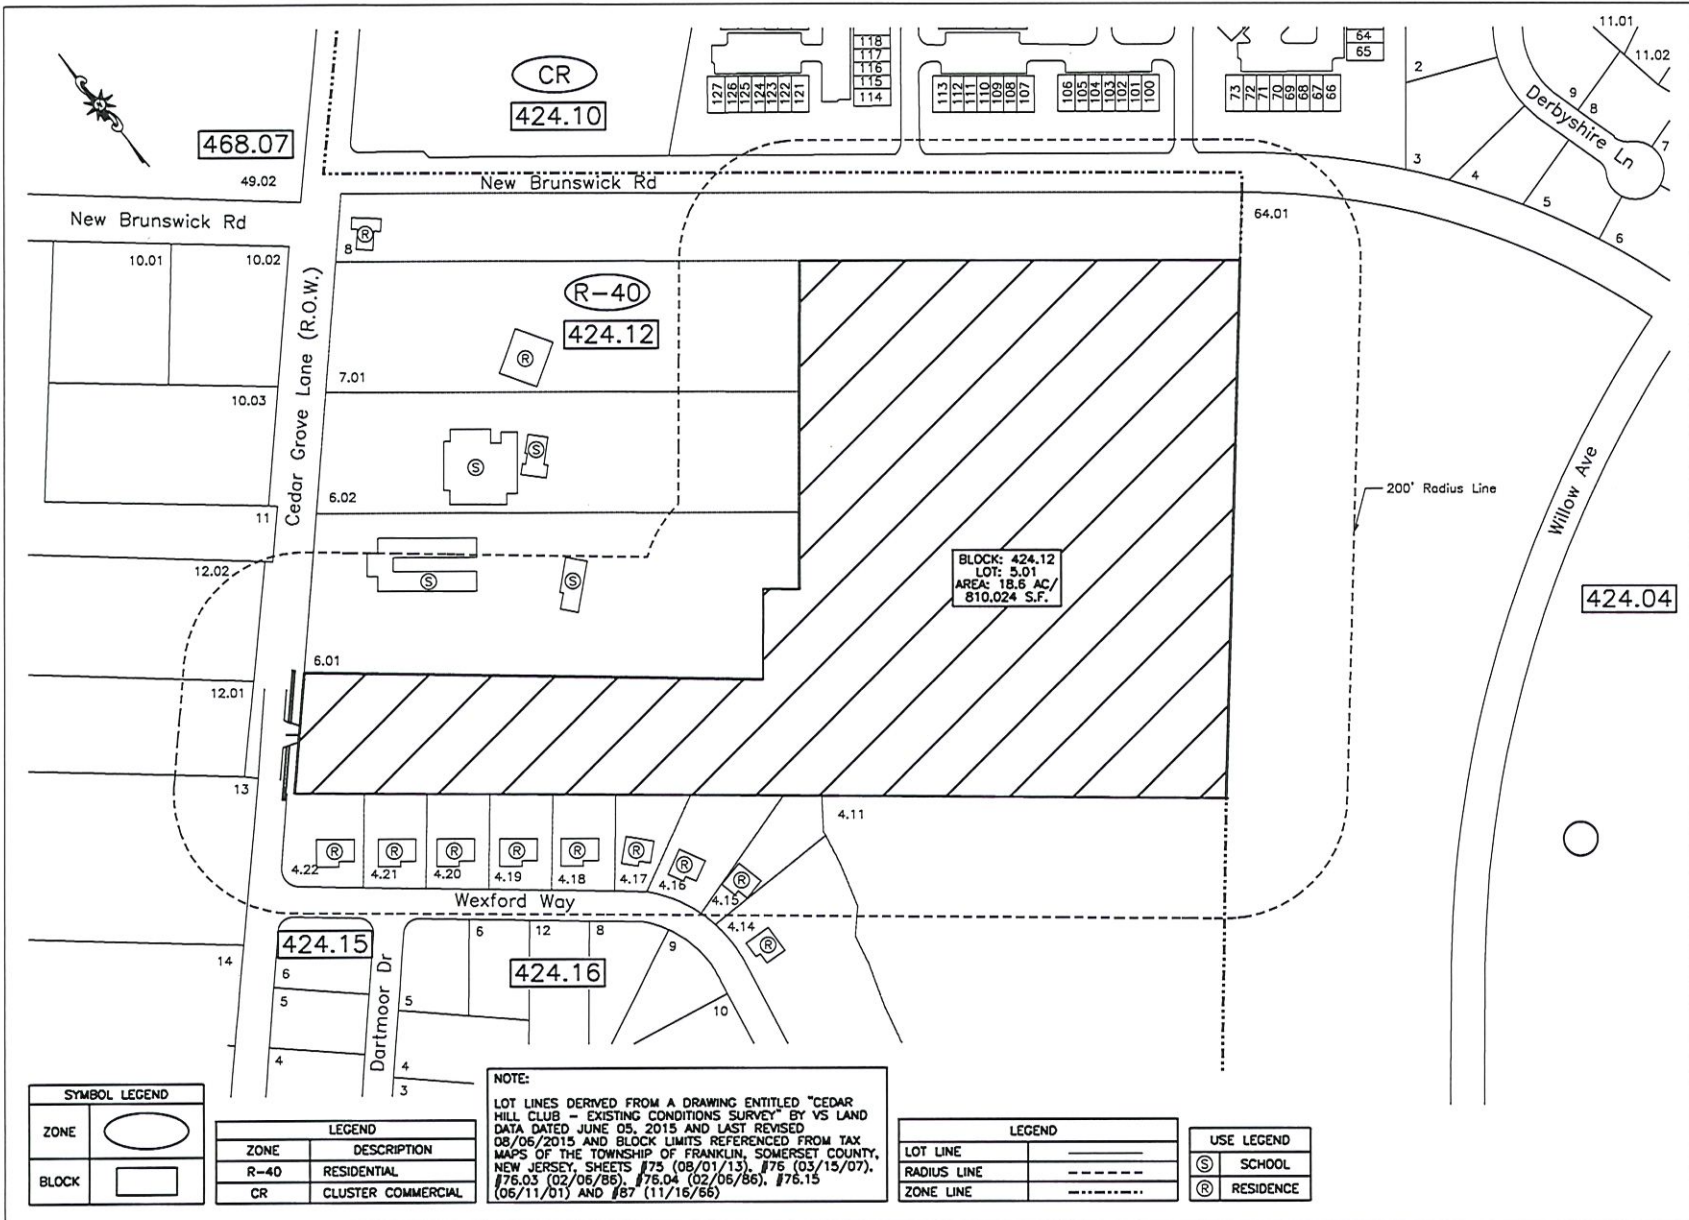 11.01
118
117
116
115
114
64
65
2
11.02
CR
424.10
127
126
125
124
123
122
121
113
112
111
110
109
108
107
106
105
104
103
102
101
100
73
72
71
70
69
68
67
66
9
8
Derbyshire Ln
7
468.07
49.02
3
4
5
6
New Brunswick Rd
New Brunswick Rd
64.01
8
R
10.01
10.02
R-40
424.12
Cedar Grove Lane (R.O.W.)
R
7.01
10.03
S
S
6.02
11
200' Radius Line
Willow Ave
12.02
S
S
BLOCK: 424.12
LOT: 5.01
AREA: 18.6 AC/
810,024 S.F.
424.04
6.01
12.01
13
4.11
4.22
R
4.21
R
4.20
R
4.19
R
4.18
R
4.17
R
4.16
R
4.15
R
4.14
R
Wexford Way
424.15
14
6
5
4
Dartmoor Dr
6
12
8
9
424.16
5
10
4
3
SYMBOL LEGEND
ZONE
BLOCK
LEGEND
ZONE DESCRIPTION
R-40 RESIDENTIAL
CR CLUSTER COMMERCIAL
NOTE:
LOT LINES DERIVED FROM A DRAWING ENTITLED "CEDAR
HILL CLUB - EXISTING CONDITIONS SURVEY" BY VS LAND
DATA DATED JUNE 05, 2015 AND LAST REVISED
08/06/2015 AND BLOCK LIMITS REFERENCED FROM TAX
MAPS OF THE TOWNSHIP OF FRANKLIN, SOMERSET COUNTY,
NEW JERSEY, SHEETS #75 (08/01/13), #76 (03/15/07),
#76.03 (02/06/86), #76.04 (02/06/86), #76.15
(06/11/01) AND #87 (11/16/66)
LEGEND
LOT LINE
RADIUS LINE
ZONE LINE
USE LEGEND
S SCHOOL
R RESIDENCE